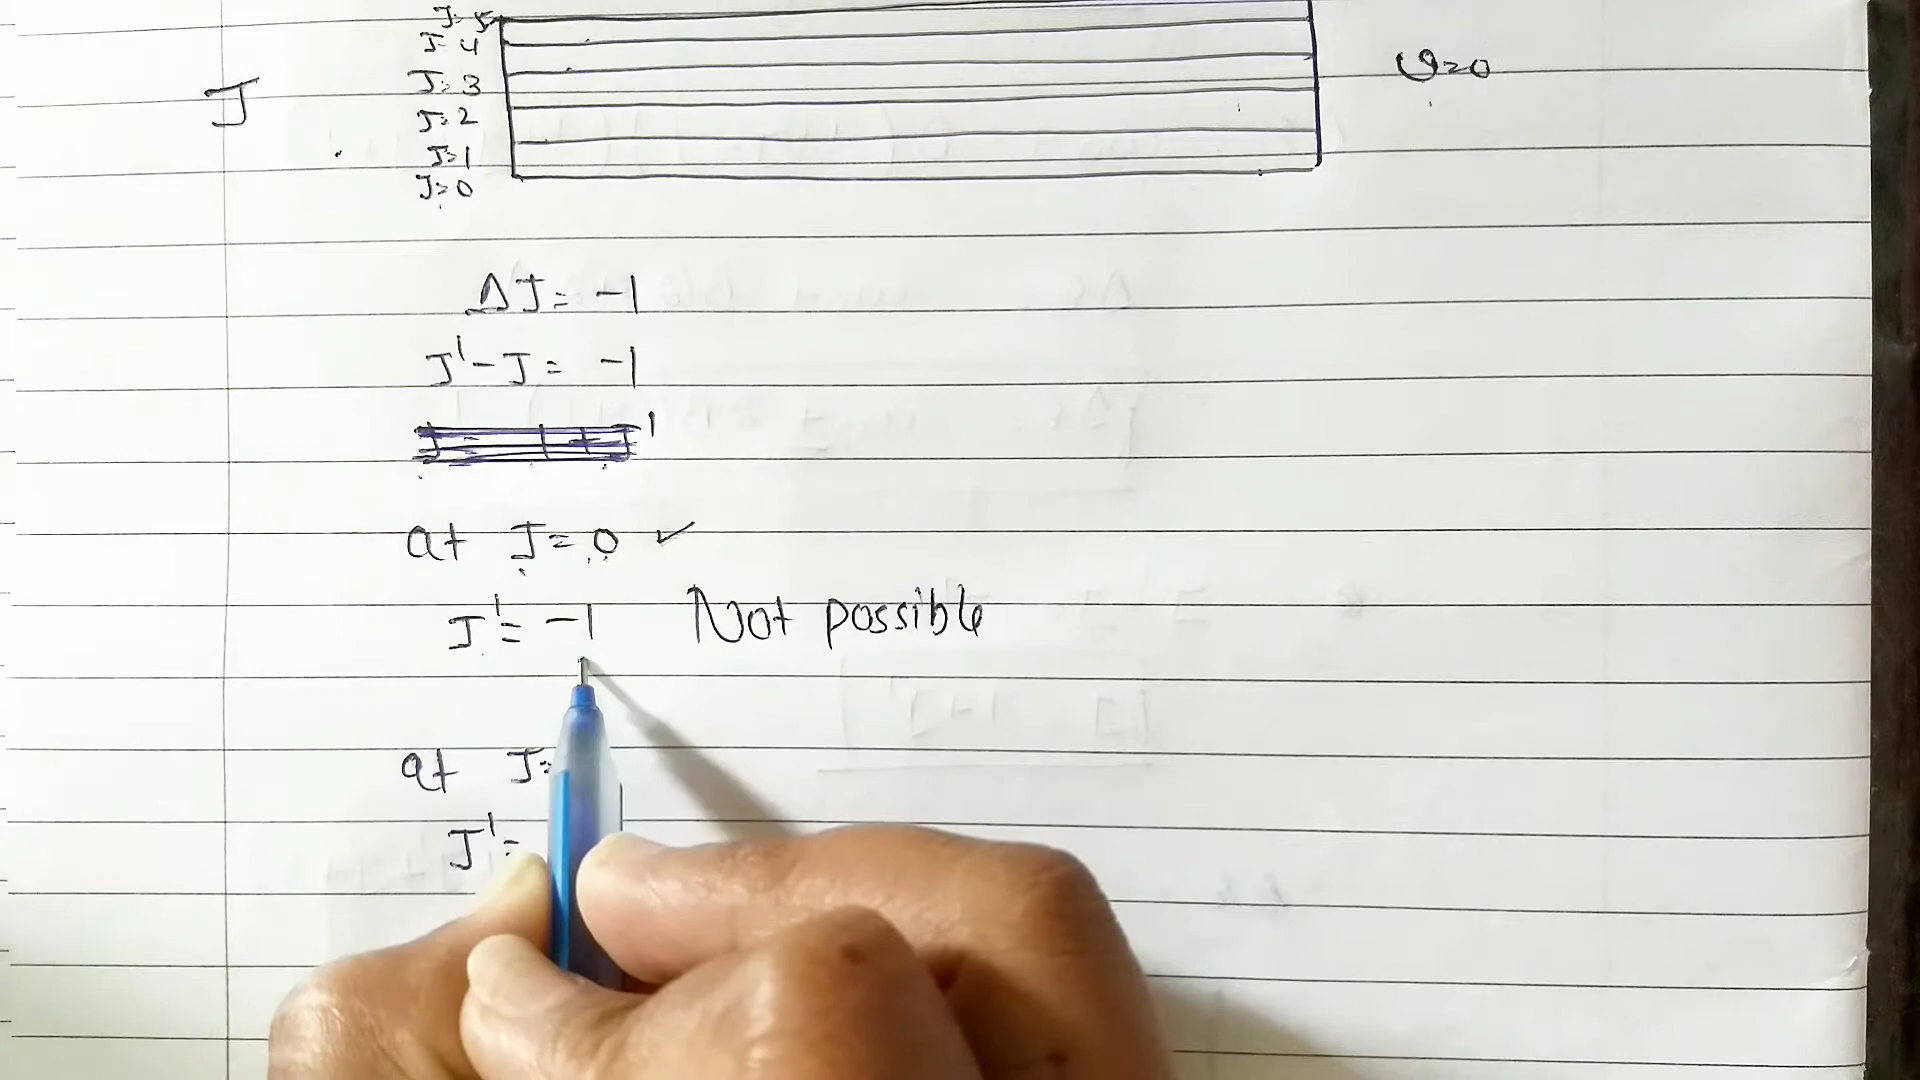 J=5
J=4
J=3
J=2
J=1
J=0
J
v=0
ΔJ = -1
J' - J = -1
at J = 0 ✓
J' = -1 Not possible
at J=
J' =